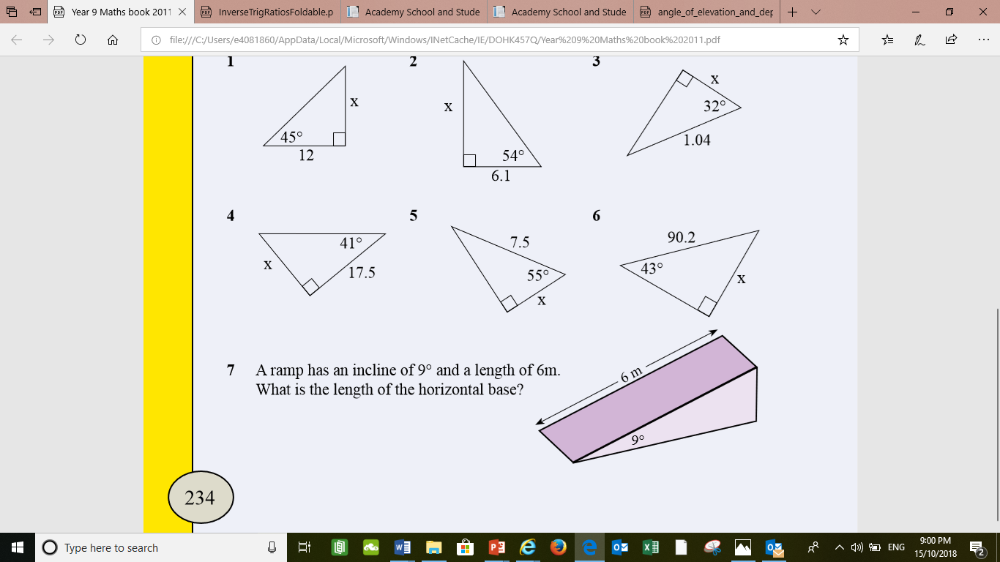 Year 9 Maths book 2011
InverseTrigRatiosFoldable.p
Academy School and Stude
Academy School and Stude
angle_of_elevation_and_dep
file:///C:/Users/e4081860/AppData/Local/Microsoft/Windows/INetCache/IE/DOHK457Q/Year%209%20Maths%20book%202011.pdf
1
x
45°
12
2
x
54°
6.1
3
x
32°
1.04
4
41°
x
17.5
5
7.5
55°
x
6
90.2
43°
x
7 A ramp has an incline of 9° and a length of 6m.
What is the length of the horizontal base?
6 m
9°
234
Type here to search
ENG
9:00 PM
15/10/2018
2